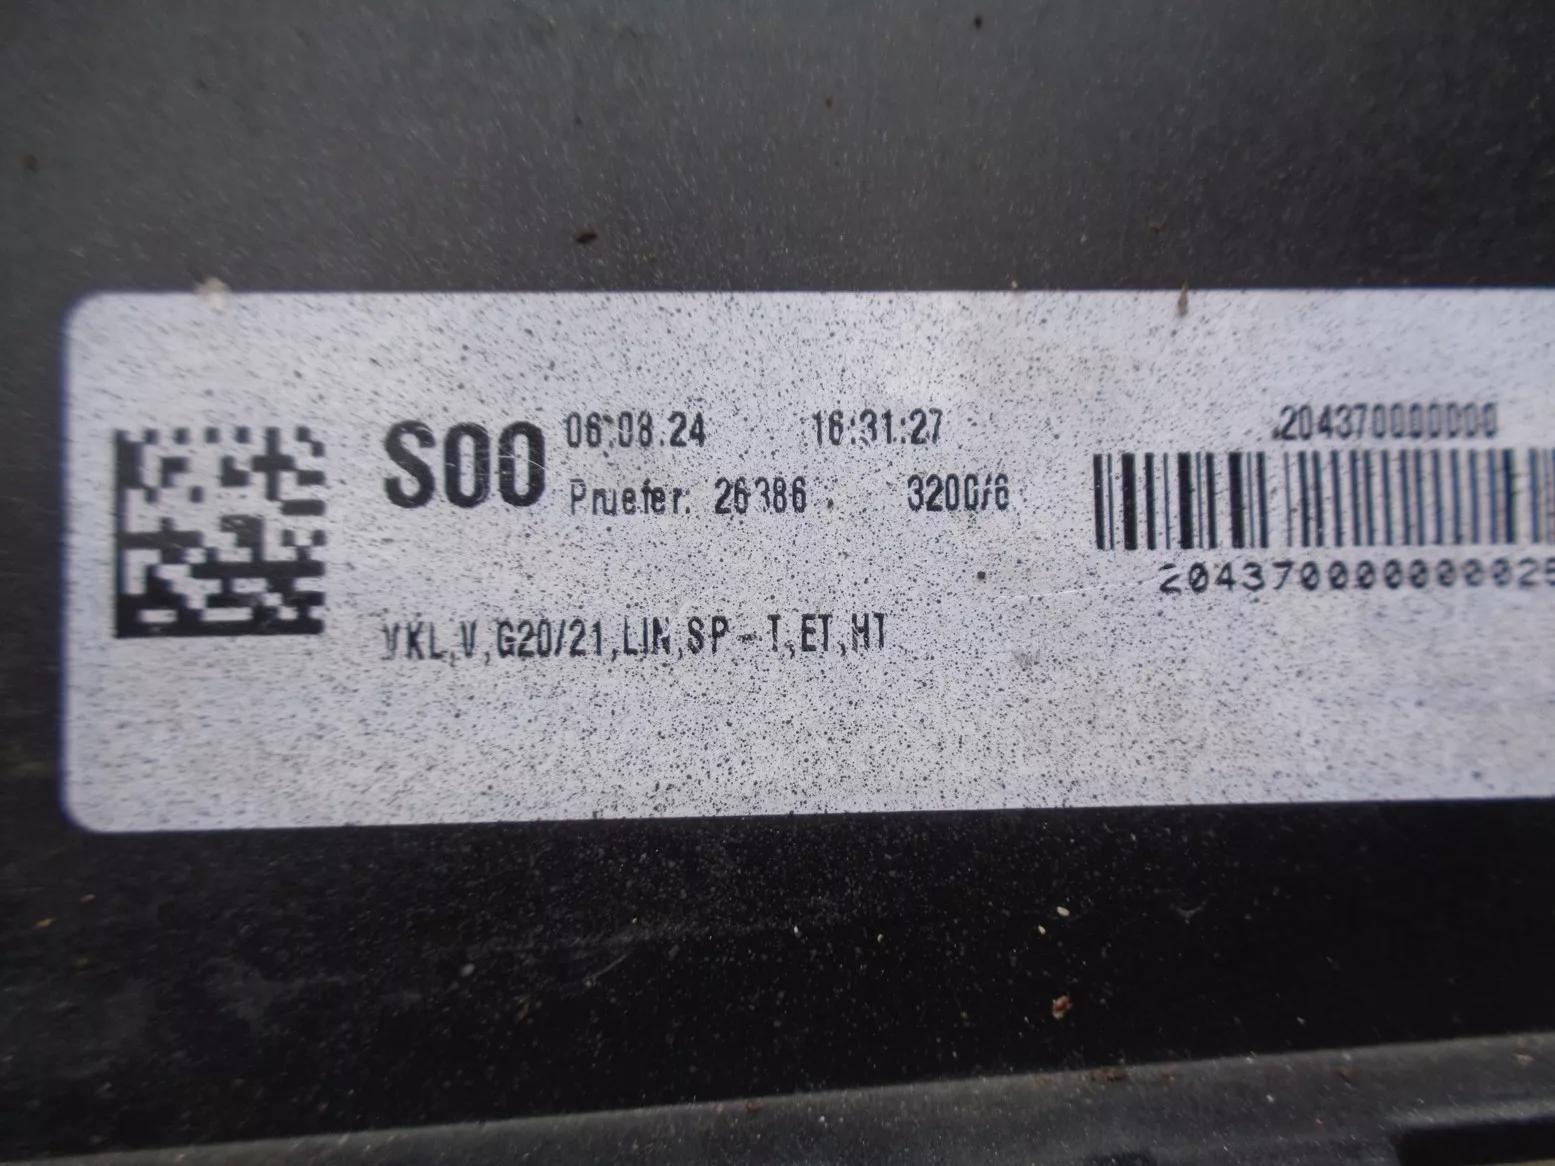 S00 06.08.24 16:31:27
Pruefer: 26386 3200/6
VKL,V,G20/21,LIN,SP-T,ET,HT
204370000000
204370000000025